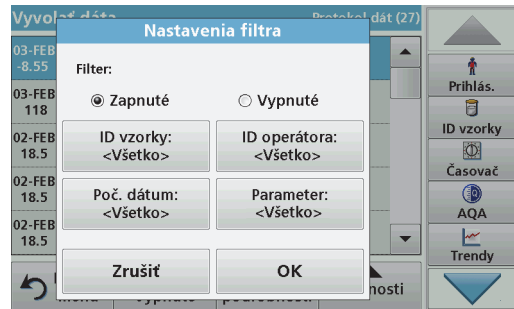 Vyvolať dáta
Protokol dát (27)
Nastavenia filtra
Filter:
Zapnuté
Vypnuté
ID vzorky:
<Všetko>
ID operátora:
<Všetko>
Poč. dátum:
<Všetko>
Parameter:
<Všetko>
Zrušiť
OK
03-FEB
-8.55
03-FEB
118
02-FEB
18.5
02-FEB
18.5
02-FEB
18.5
Prihlás.
ID vzorky
Časovač
AQA
Trendy